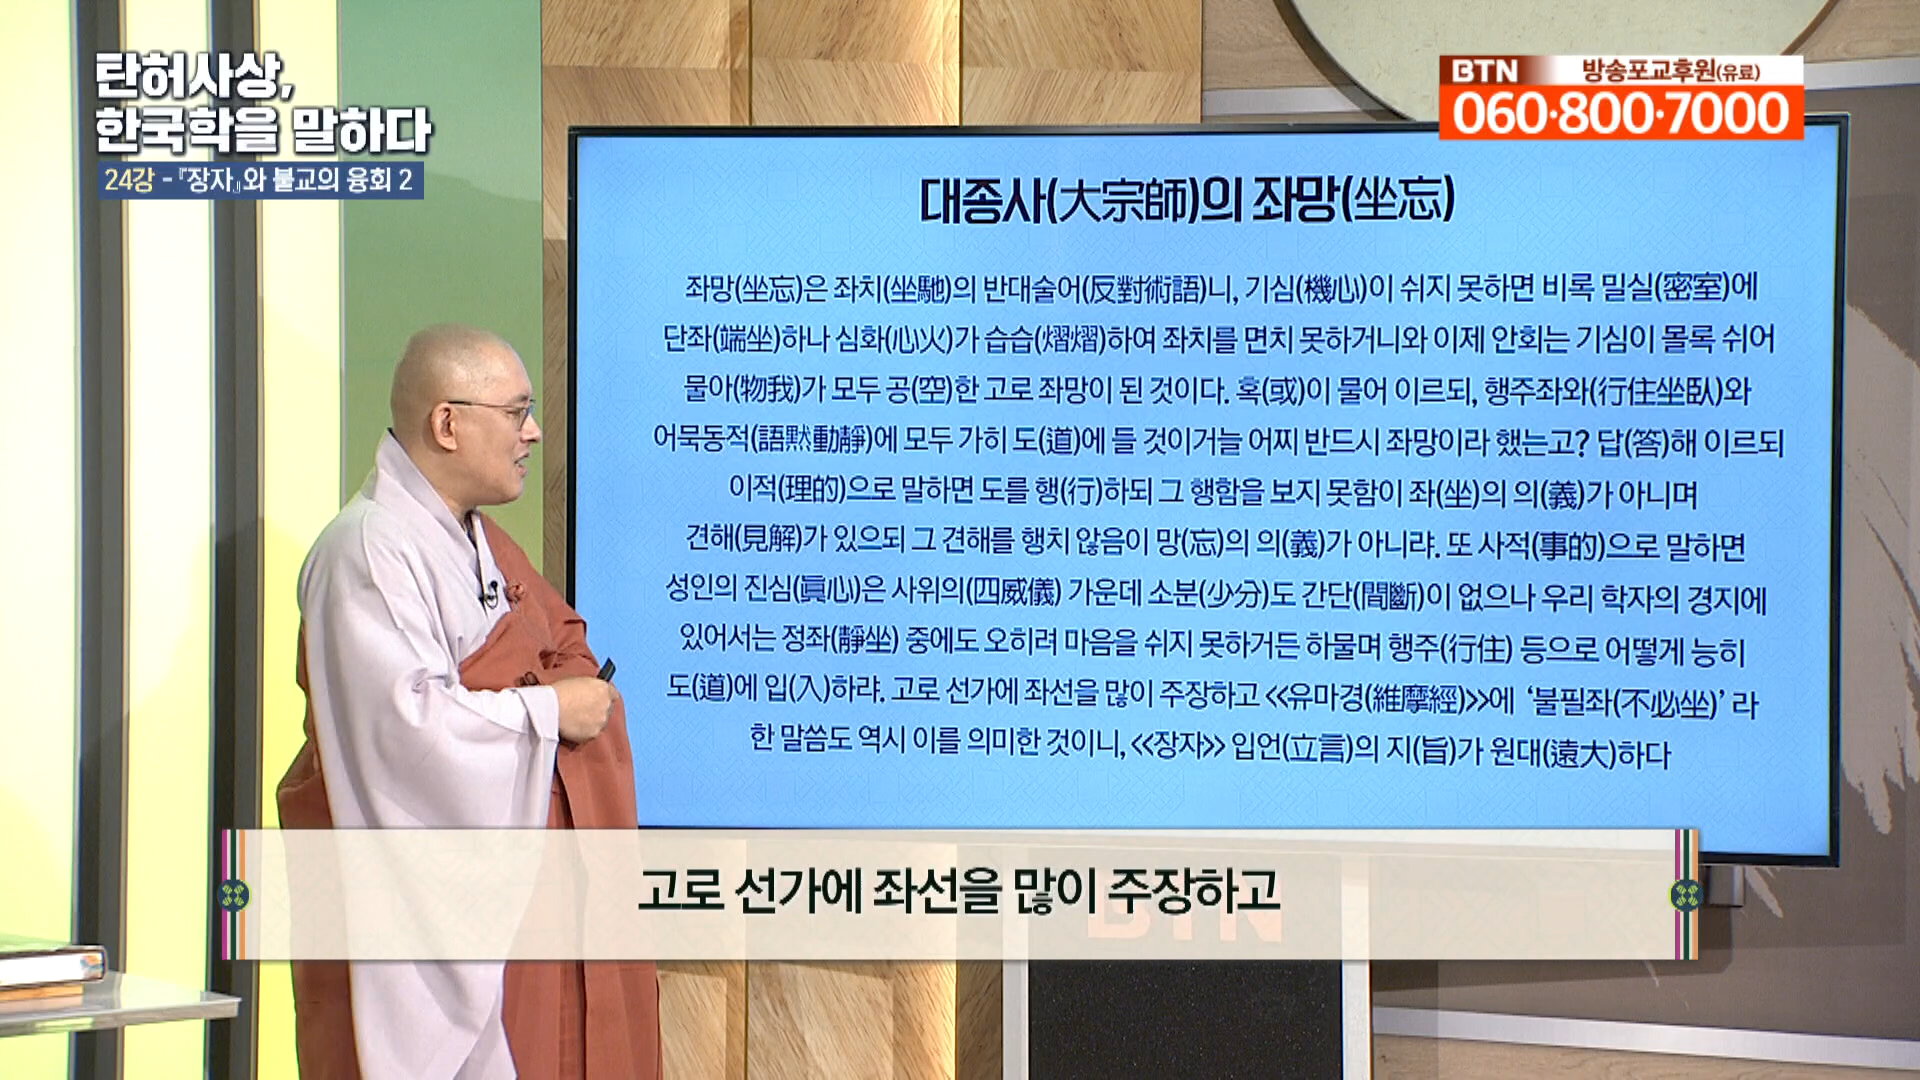 탄허사상,
한국학을 말하다
24강 - 『장자』와 불교의 융회 2
BTN 방송포교후원(유료)
060·800·7000
대종사(大宗師)의 좌망(坐忘)
좌망(坐忘)은 좌치(坐馳)의 반대술어(反對術語)니, 기심(機心)이 쉬지 못하면 비록 밀실(密室)에
단좌(端坐)하나 심화(心火)가 습습(熠熠)하여 좌치를 면치 못하거니와 이제 안회는 기심이 몰록 쉬어
물아(物我)가 모두 공(空)한 고로 좌망이 된 것이다. 혹(或)이 물어 이르되, 행주좌와(行住坐臥)와
어묵동적(語黙動靜)에 모두 가히 도(道)에 들 것이거늘 어찌 반드시 좌망이라 했는고? 답(答)해 이르되
이적(理的)으로 말하면 도를 행(行)하되 그 행함을 보지 못함이 좌(坐)의 의(義)가 아니며
견해(見解)가 있으되 그 견해를 행치 않음이 망(忘)의 의(義)가 아니랴. 또 사적(事的)으로 말하면
성인의 진심(眞心)은 사위의(四威儀) 가운데 소분(少分)도 간단(間斷)이 없으나 우리 학자의 경지에
있어서는 정좌(靜坐) 중에도 오히려 마음을 쉬지 못하거든 하물며 행주(行住) 등으로 어떻게 능히
도(道)에 입(入)하랴. 고로 선가에 좌선을 많이 주장하고 <<유마경(維摩經)>>에 ‘불필좌(不必坐)’ 라
한 말씀도 역시 이를 의미한 것이니, <<장자>> 입언(立言)의 지(旨)가 원대(遠大)하다
고로 선가에 좌선을 많이 주장하고
BTN